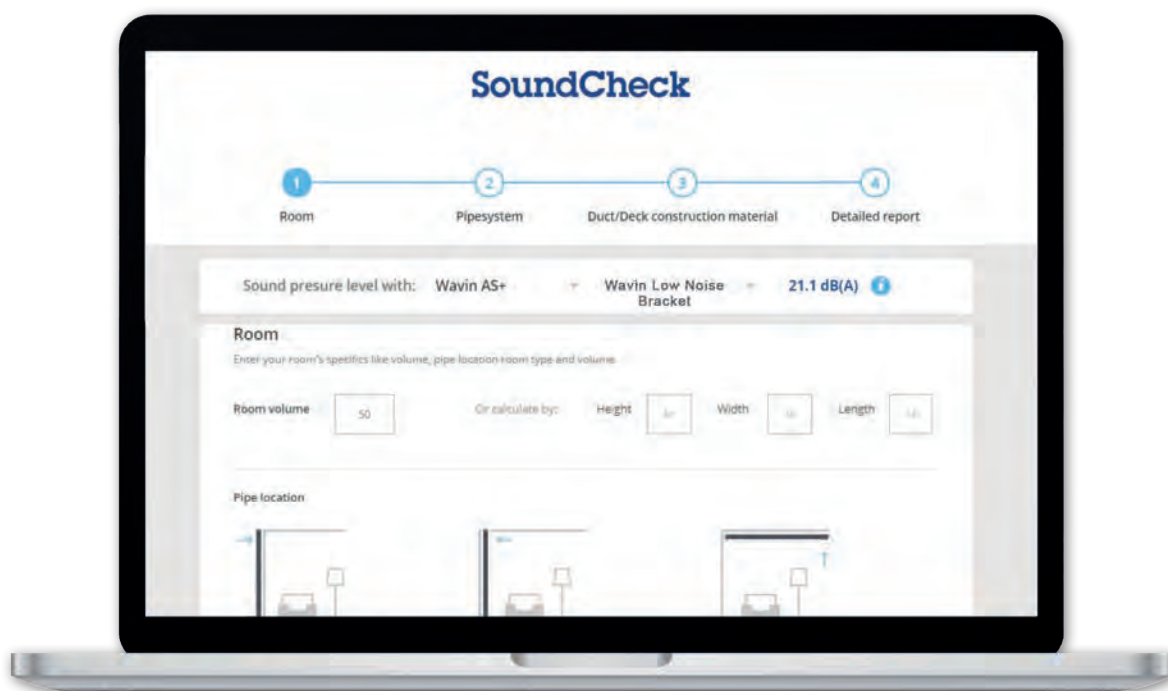 SoundCheck
1 2 3 4
Room Pipesystem Duct/Deck construction material Detailed report
Sound presure level with: Wavin AS+ Wavin Low Noise Bracket 21.1 dB(A) i
Room
Enter your room's specifics like volume, pipe location room type and volume.
Room volume 50 Or calculate by: Height Width Length
Pipe location